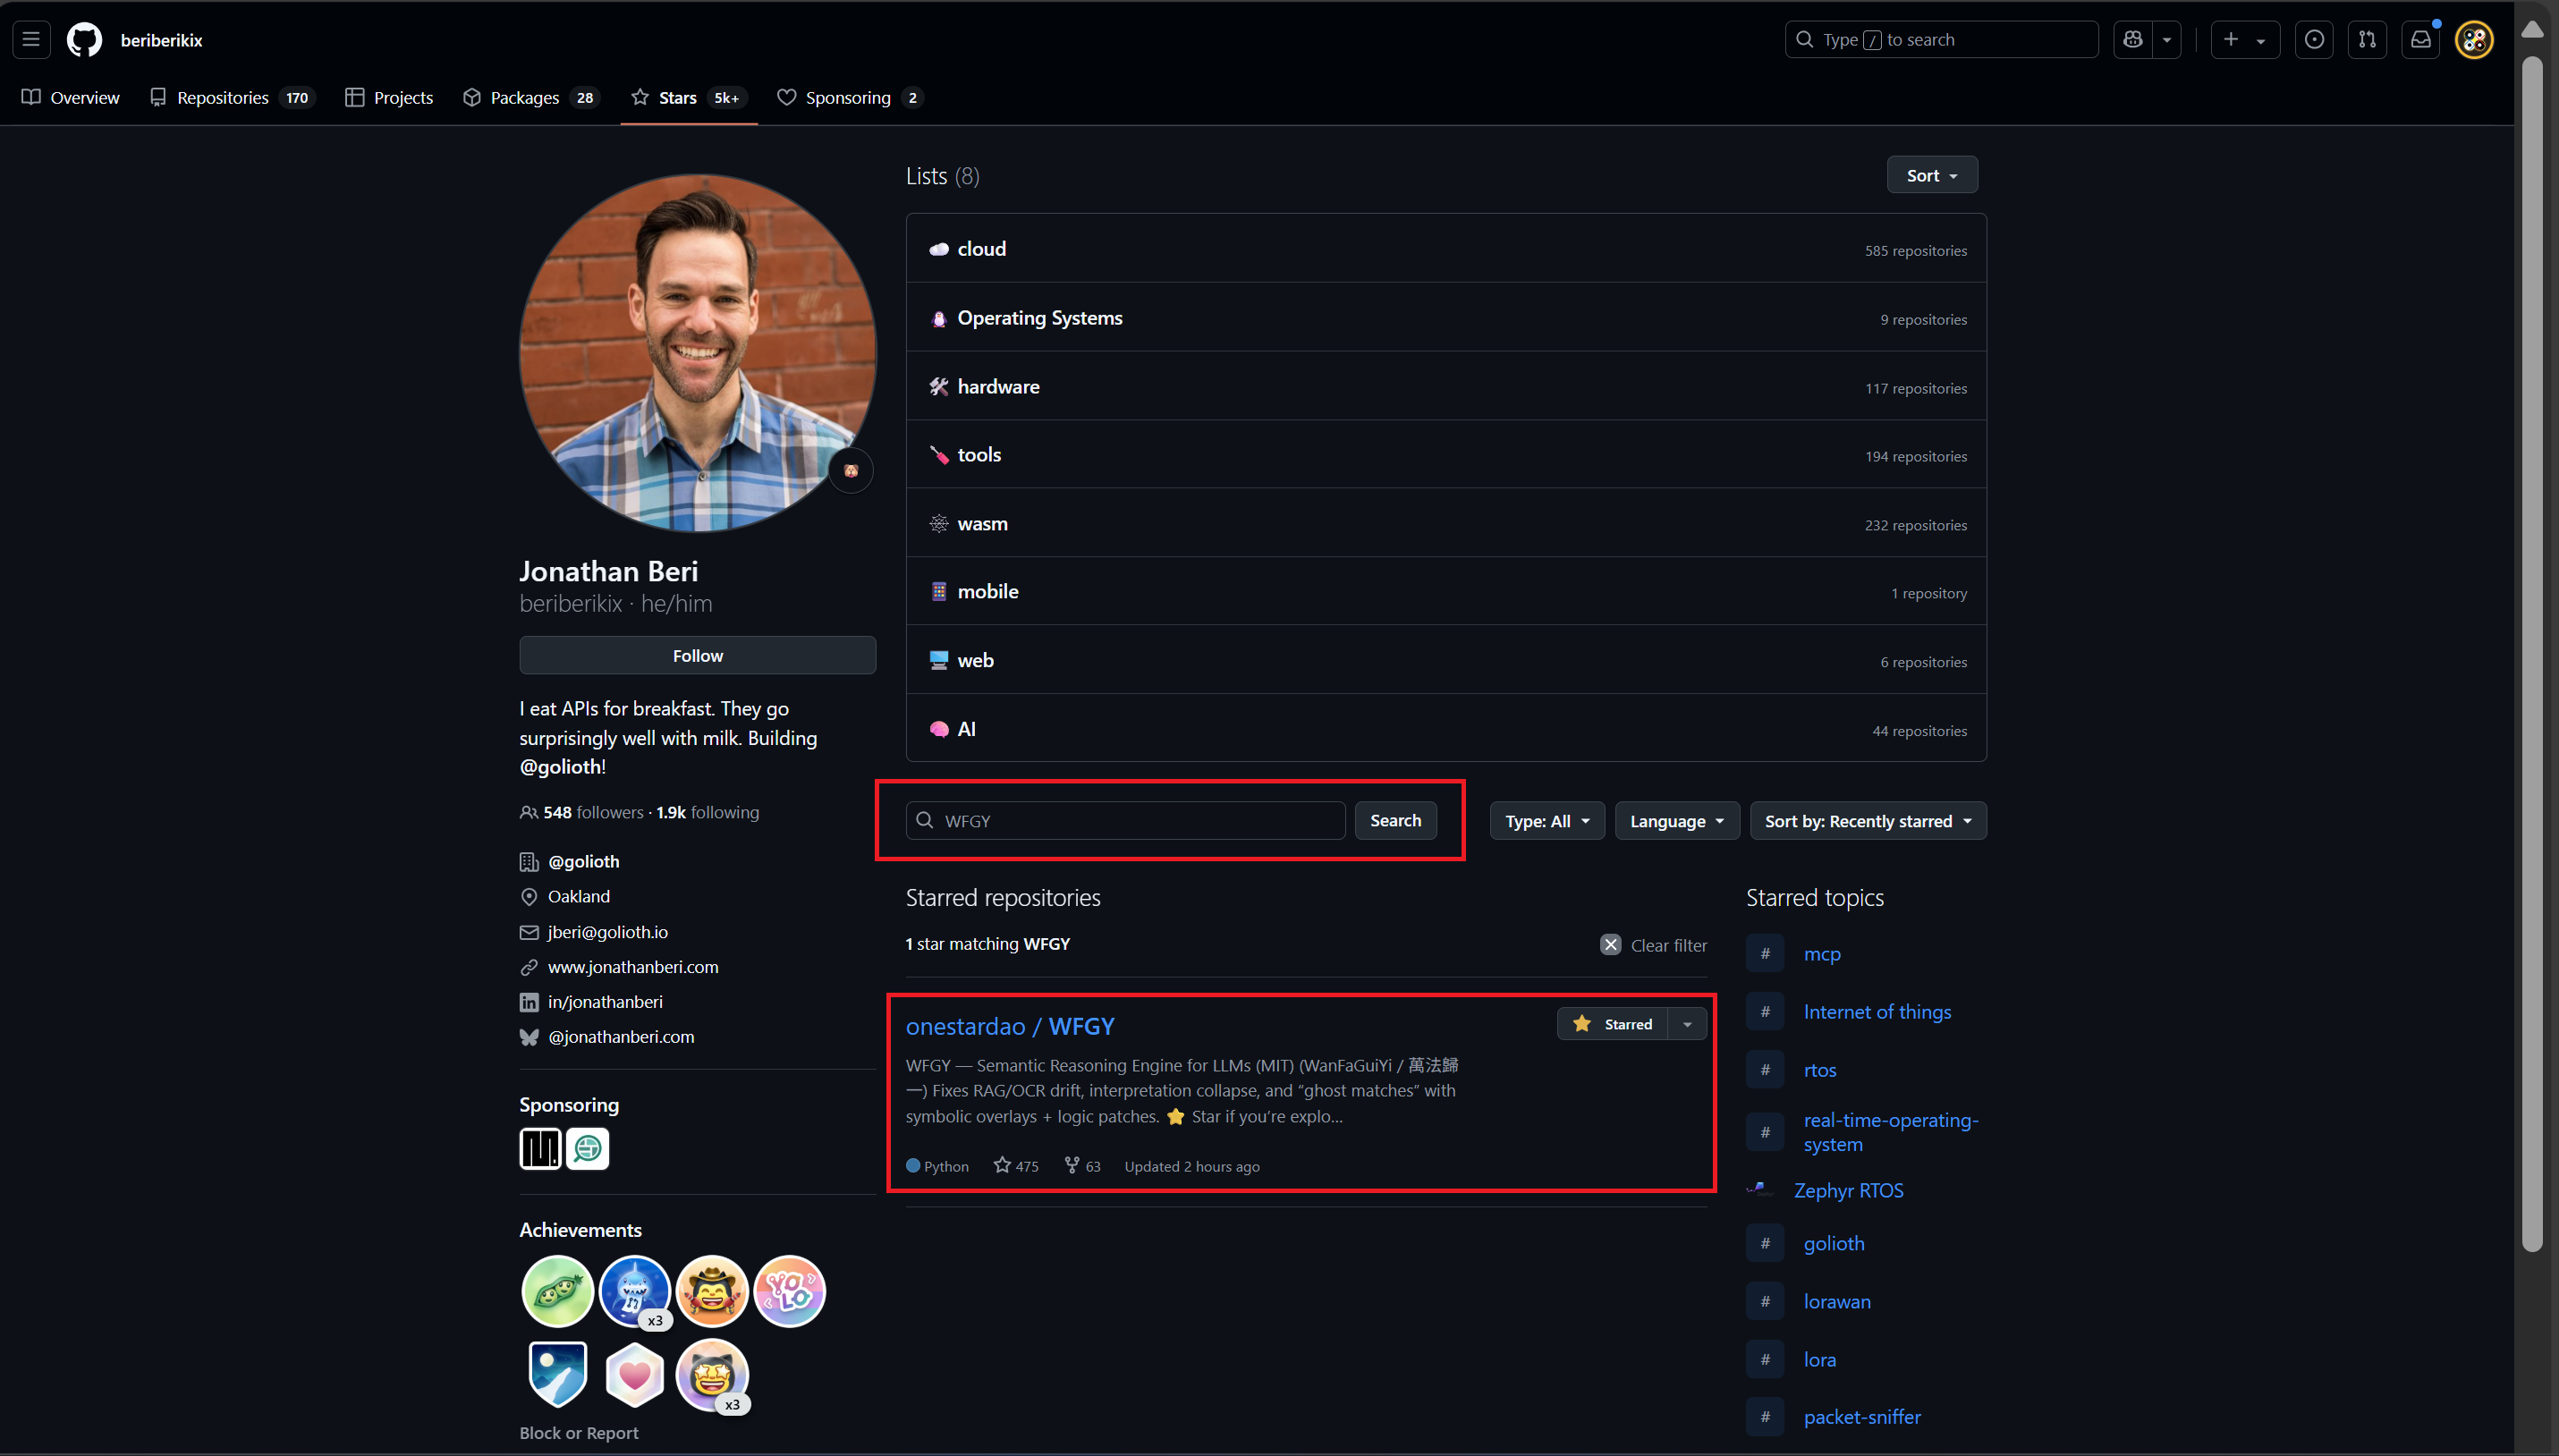 beriberikix
Type / to search
Overview
Repositories 170
Projects
Packages 28
Stars 5k+
Sponsoring 2
Lists (8)
Sort
cloud
585 repositories
Operating Systems
9 repositories
hardware
117 repositories
tools
194 repositories
wasm
232 repositories
mobile
1 repository
web
6 repositories
AI
44 repositories
Jonathan Beri
beriberikix · he/him
Follow
I eat APIs for breakfast. They go
surprisingly well with milk. Building
@golioth!
548 followers · 1.9k following
@golioth
Oakland
jberi@golioth.io
www.jonathanberi.com
in/jonathanberi
@jonathanberi.com
Sponsoring
Achievements
x3
YOLO
x3
Block or Report
WFGY
Search
Type: All
Language
Sort by: Recently starred
Starred repositories
1 star matching WFGY
Clear filter
onestardao / WFGY
Starred
WFGY — Semantic Reasoning Engine for LLMs (MIT) (WanFaGuiYi / 萬法歸
一) Fixes RAG/OCR drift, interpretation collapse, and “ghost matches” with
symbolic overlays + logic patches. ⭐ Star if you’re explo...
Python
475
63
Updated 2 hours ago
Starred topics
# mcp
# Internet of things
# rtos
# real-time-operating-
system
Zephyr RTOS
# golioth
# lorawan
# lora
# packet-sniffer